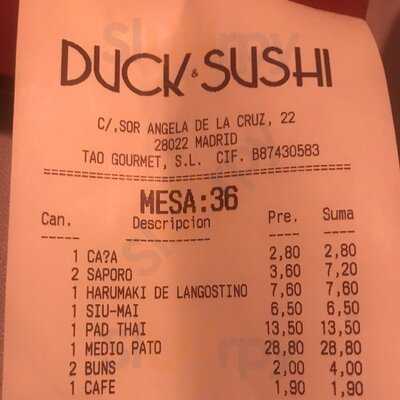 DUCK & SUSHI
C/,SOR ANGELA DE LA CRUZ, 22
28022 MADRID
TAO GOURMET, S.L. CIF. B87430583
MESA:36
Can. Descripcion Pre. Suma
1 CA?A 2,80 2,80
2 SAPORO 3,60 7,20
1 HARUMAKI DE LANGOSTINO 7,60 7,60
1 SIU-MAI 6,50 6,50
1 PAD THAI 13,50 13,50
1 MEDIO PATO 28,80 28,80
2 BUNS 2,00 4,00
1 CAFE 1,90 1,90